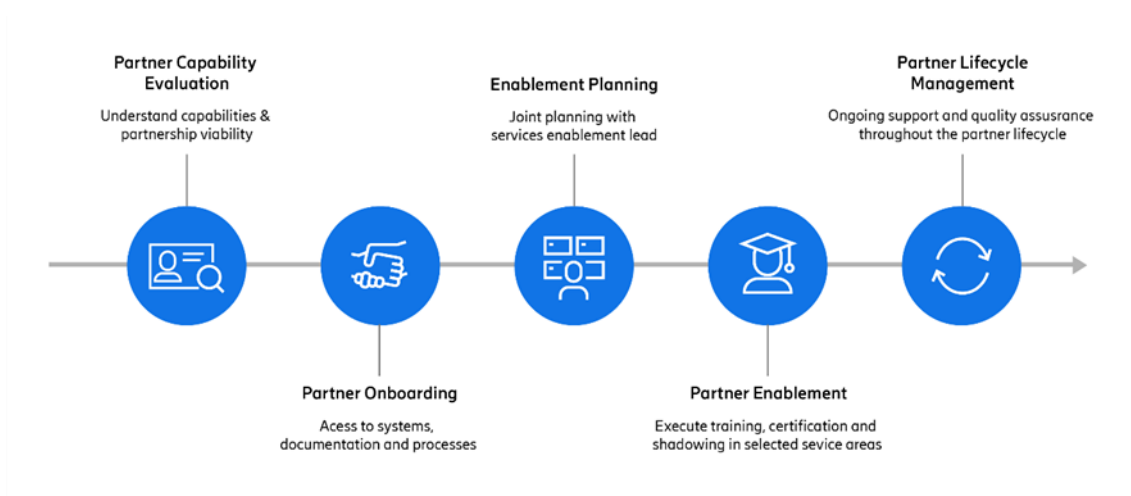 Partner Capability
Evaluation
Understand capabilities &
partnership viability
Partner Onboarding
Acess to systems,
documentation and processes
Enablement Planning
Joint planning with
services enablement lead
Partner Enablement
Execute training, certification and
shadowing in selected sevice areas
Partner Lifecycle
Management
Ongoing support and quality assusrance
throughout the partner lifecycle